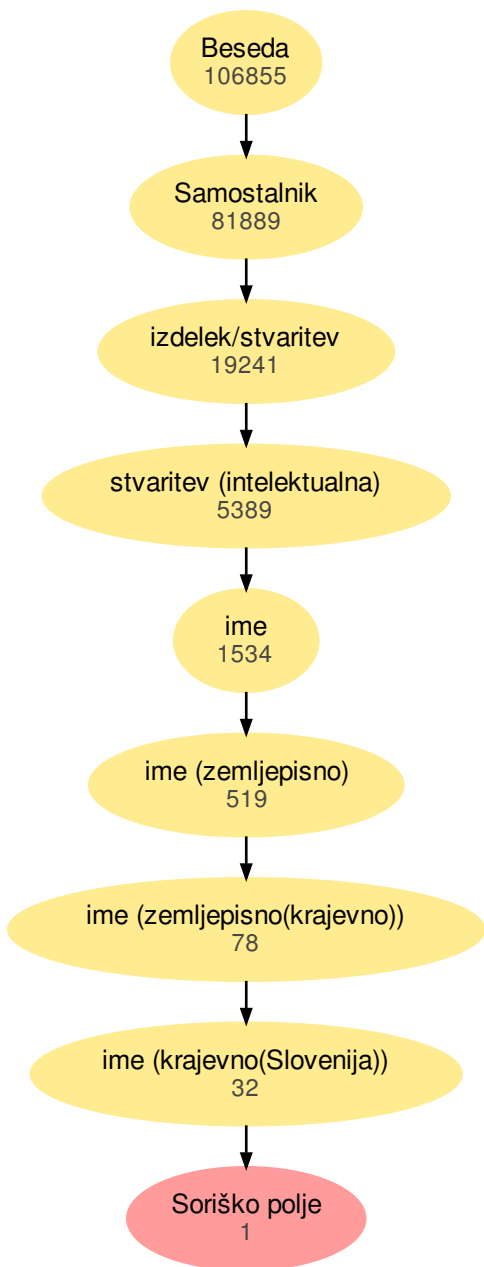 Beseda
106855
Samostalnik
81889
izdelek/stvaritev
19241
stvaritev (intelektualna)
5389
ime
1534
ime (zemljepisno)
519
ime (zemljepisno(krajevno))
78
ime (krajevno(Slovenija))
32
Soriško polje
1